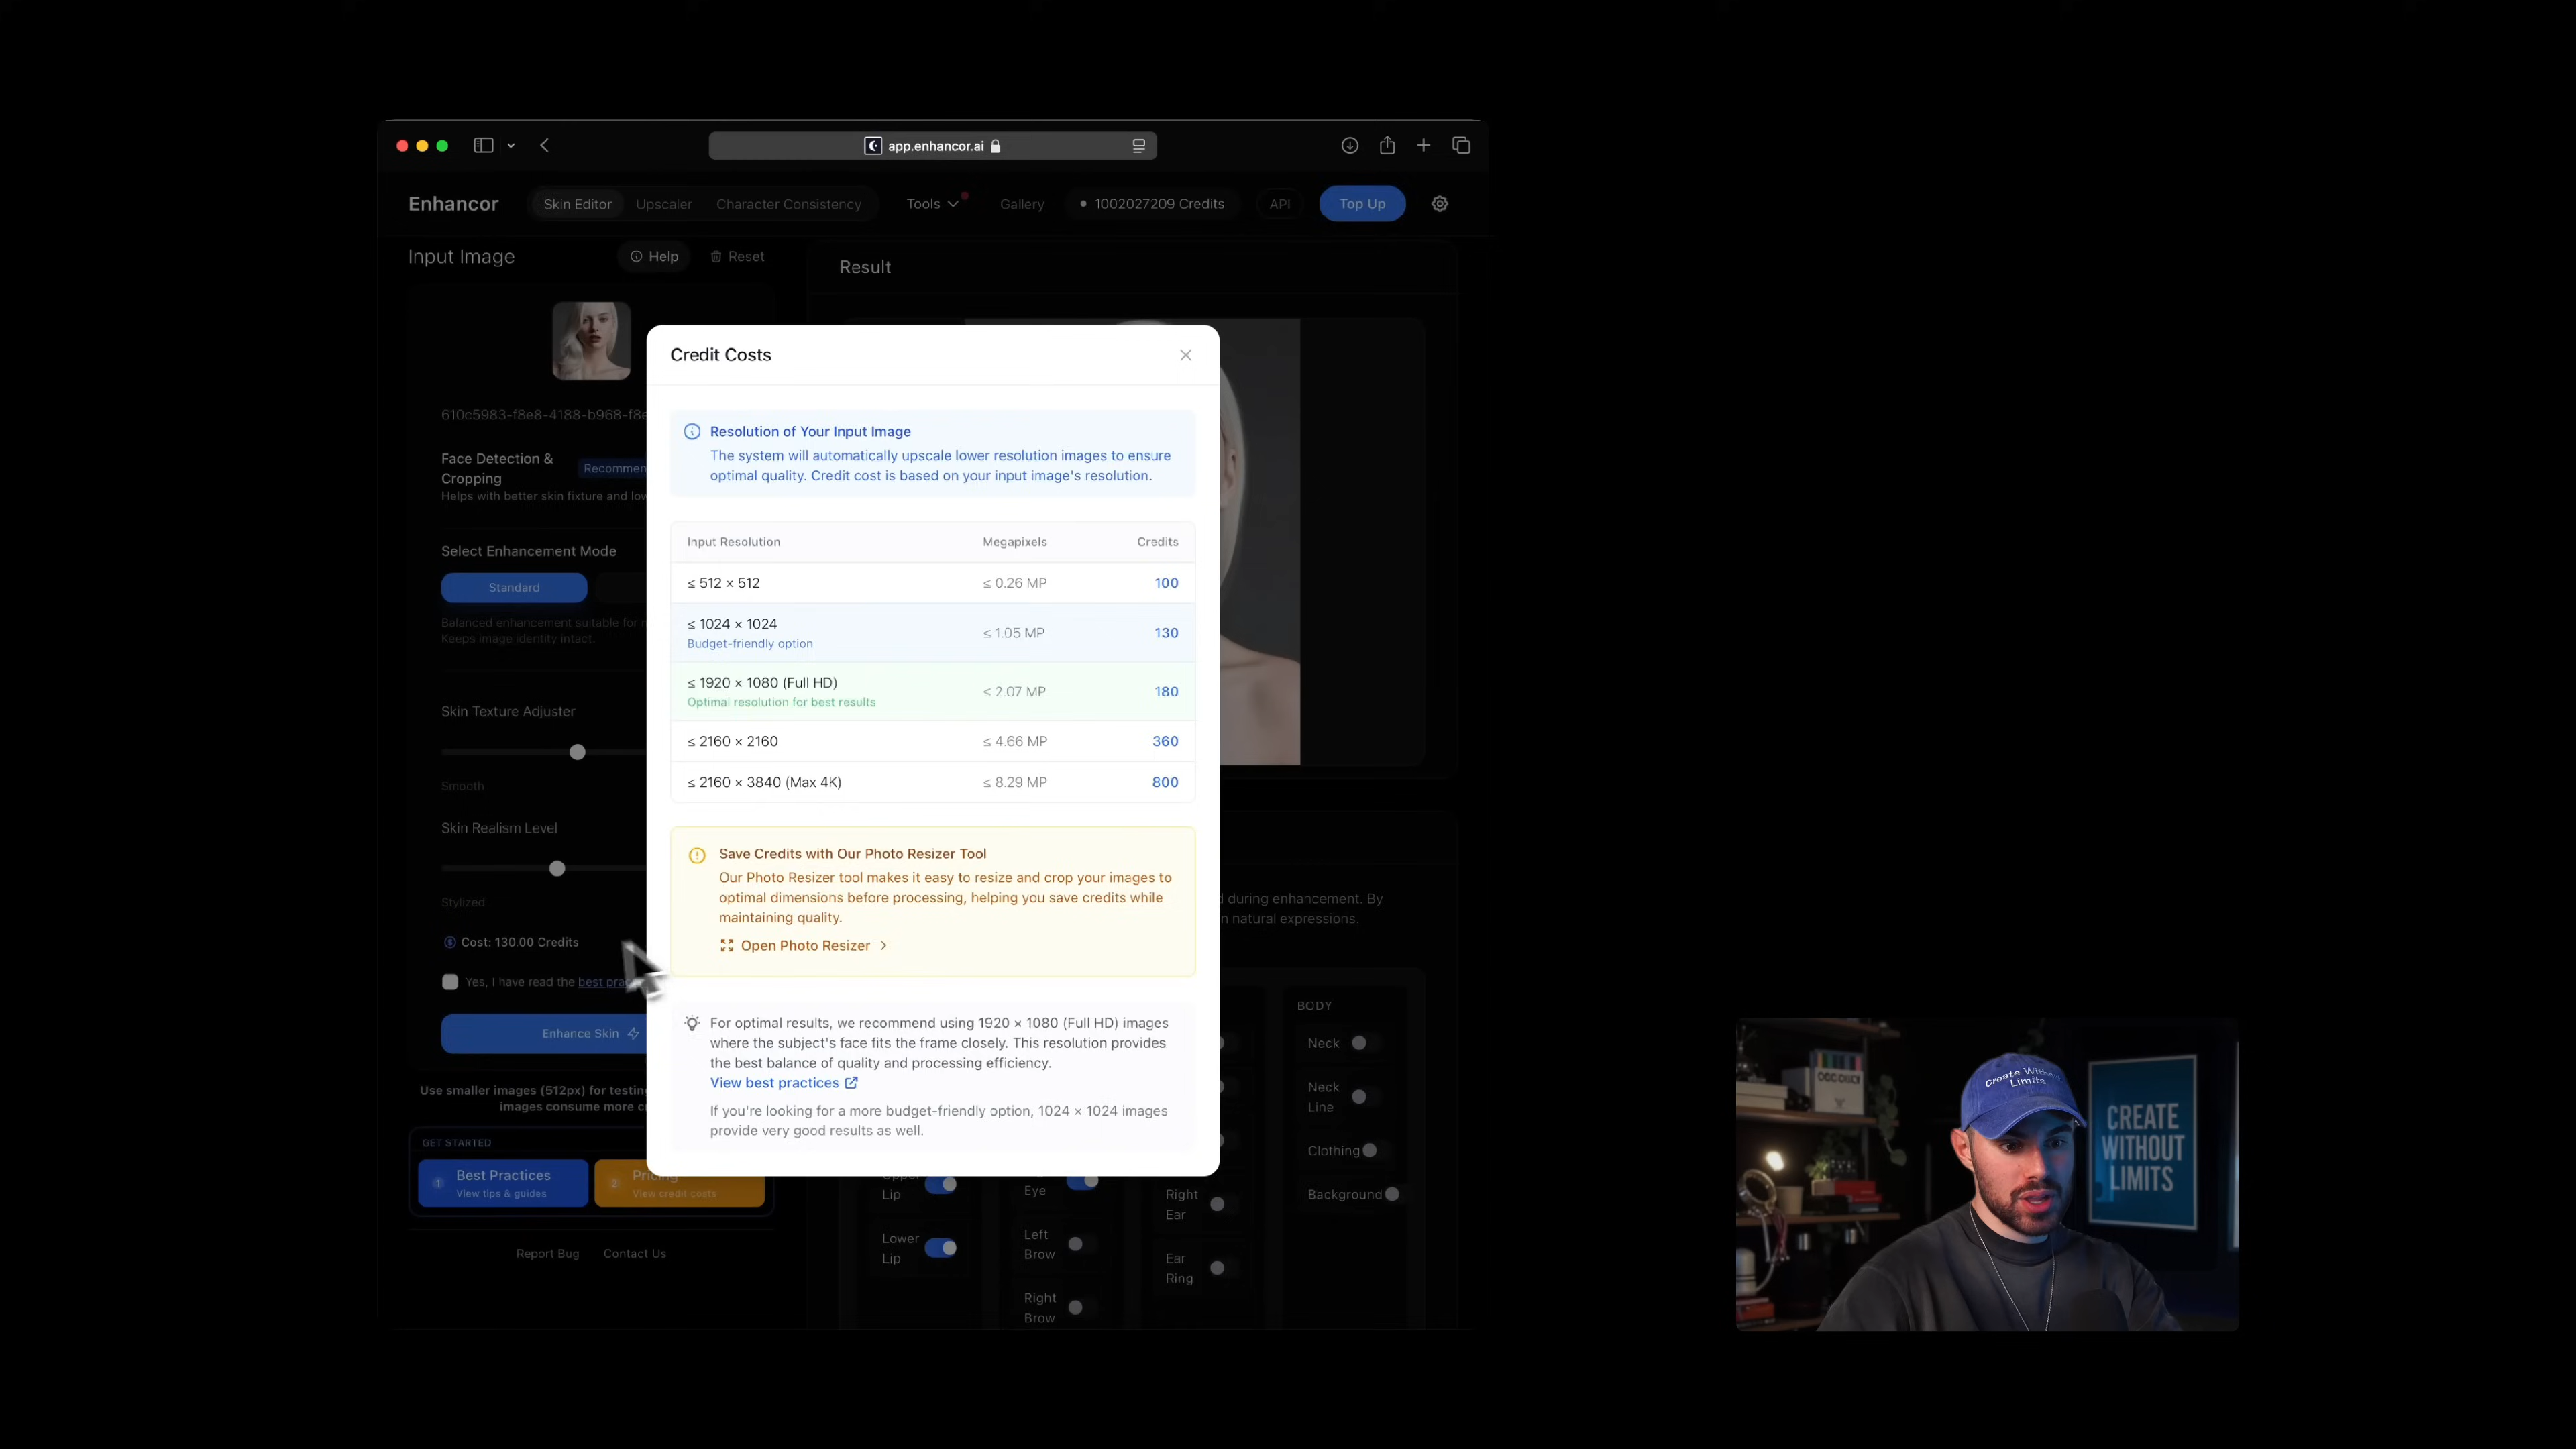 app.enhancor.ai
Enhancor
Skin Editor
Upscaler
Character Consistency
Tools
Gallery
1002027209 Credits
API
Top Up
Input Image
Help
Reset
Result
610c5983-f8e8-4188-b968-f8e
Face Detection &
Cropping
Recommen
Helps with better skin fixture and low
Select Enhancement Mode
Standard
Balanced enhancement suitable for
Keeps image identity intact.
Skin Texture Adjuster
Smooth
Skin Realism Level
Stylized
Cost: 130.00 Credits
Yes, I have read the best prac
Enhance Skin
Use smaller images (512px) for testin
images consume more c
GET STARTED
1
Best Practices
View tips & guides
2
Pricing
View credit costs
Report Bug
Contact Us
Credit Costs
Resolution of Your Input Image
The system will automatically upscale lower resolution images to ensure
optimal quality. Credit cost is based on your input image's resolution.
Input Resolution Megapixels Credits
≤ 512 × 512 ≤ 0.26 MP 100
≤ 1024 × 1024 ≤ 1.05 MP 130
Budget-friendly option
≤ 1920 × 1080 (Full HD) ≤ 2.07 MP 180
Optimal resolution for best results
≤ 2160 × 2160 ≤ 4.66 MP 360
≤ 2160 × 3840 (Max 4K) ≤ 8.29 MP 800
Save Credits with Our Photo Resizer Tool
Our Photo Resizer tool makes it easy to resize and crop your images to
optimal dimensions before processing, helping you save credits while
maintaining quality.
Open Photo Resizer
For optimal results, we recommend using 1920 × 1080 (Full HD) images
where the subject's face fits the frame closely. This resolution provides
the best balance of quality and processing efficiency.
View best practices
If you're looking for a more budget-friendly option, 1024 × 1024 images
provide very good results as well.
d during enhancement. By
n natural expressions.
Upper
Lip
Lower
Lip
Eye
Left
Brow
Right
Brow
Right
Ear
Ear
Ring
BODY
Neck
Neck
Line
Clothing
Background
Create Without
Limits
CREATE
WITHOUT
LIMITS